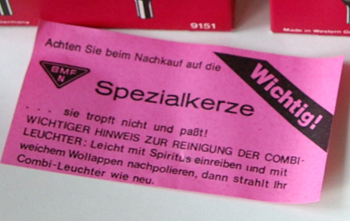 Germany
9151
Made in Western G
Achten Sie beim Nachkauf auf die
Wichtig!
BMF
N
Spezialkerze
. . . sie tropft nicht und paßt!
WICHTIGER HINWEIS ZUR REINIGUNG DER COMBI-
LEUCHTER: Leicht mit Spiritus einreiben und mit
weichem Wollappen nachpolieren, dann strahlt Ihr
Combi-Leuchter wie neu.